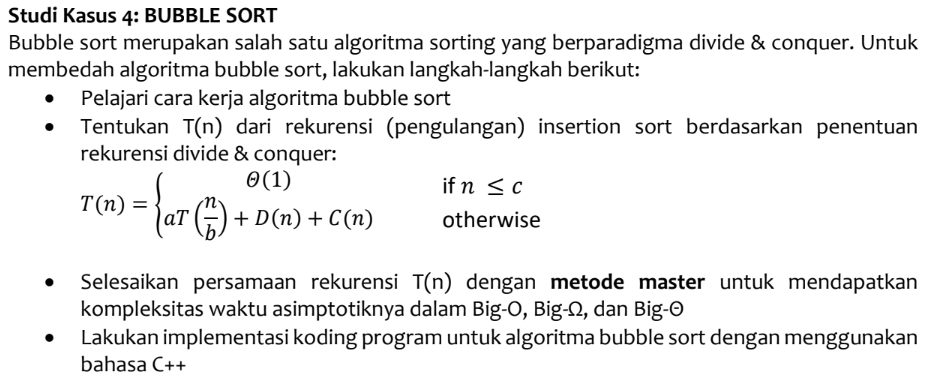 Studi Kasus 4: BUBBLE SORT
Bubble sort merupakan salah satu algoritma sorting yang berparadigma divide & conquer. Untuk
membedah algoritma bubble sort, lakukan langkah-langkah berikut:
• Pelajari cara kerja algoritma bubble sort
• Tentukan T(n) dari rekurensi (pengulangan) insertion sort berdasarkan penentuan
rekurensi divide & conquer:
T(n) = { Θ(1) if n ≤ c
aT(n/b) + D(n) + C(n) otherwise
• Selesaikan persamaan rekurensi T(n) dengan metode master untuk mendapatkan
kompleksitas waktu asimptotiknya dalam Big-O, Big-Ω, dan Big-Θ
• Lakukan implementasi koding program untuk algoritma bubble sort dengan menggunakan
bahasa C++